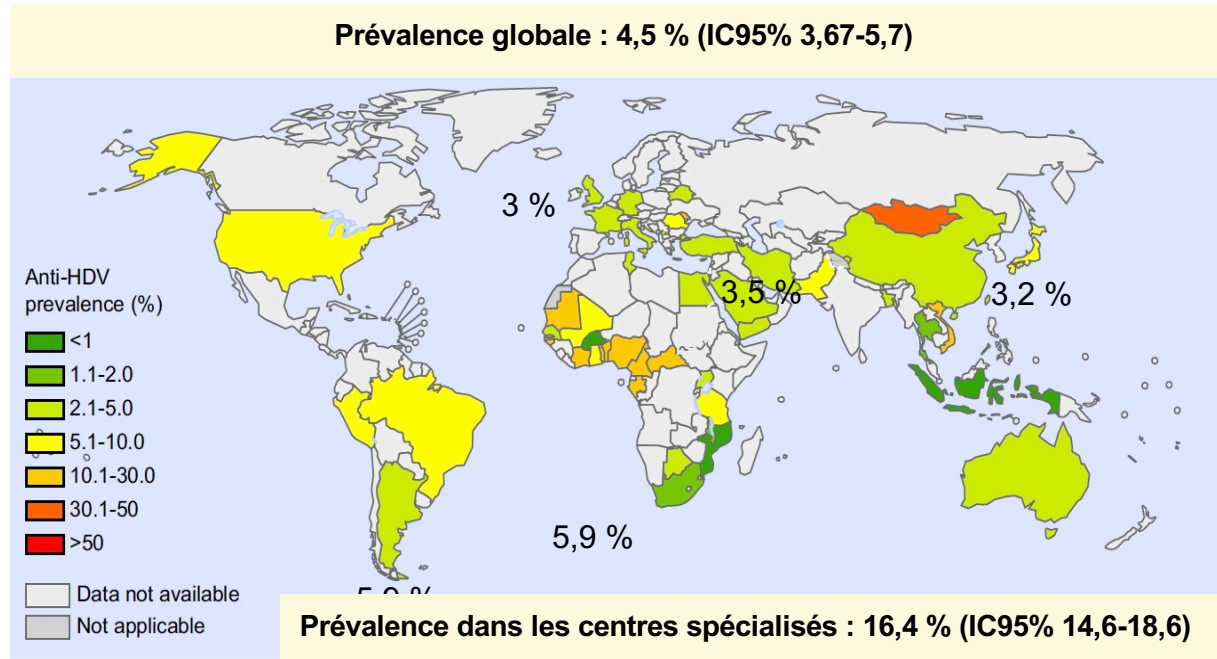 Prévalence globale : 4,5 % (IC95% 3,67-5,7)
3 %
Anti-HDV
prevalence (%)
<1
1.1-2.0
2.1-5.0
5.1-10.0
10.1-30.0
30.1-50
>50
Data not available
Not applicable
3,5 %
3,2 %
5,9 %
Prévalence dans les centres spécialisés : 16,4 % (IC95% 14,6-18,6)